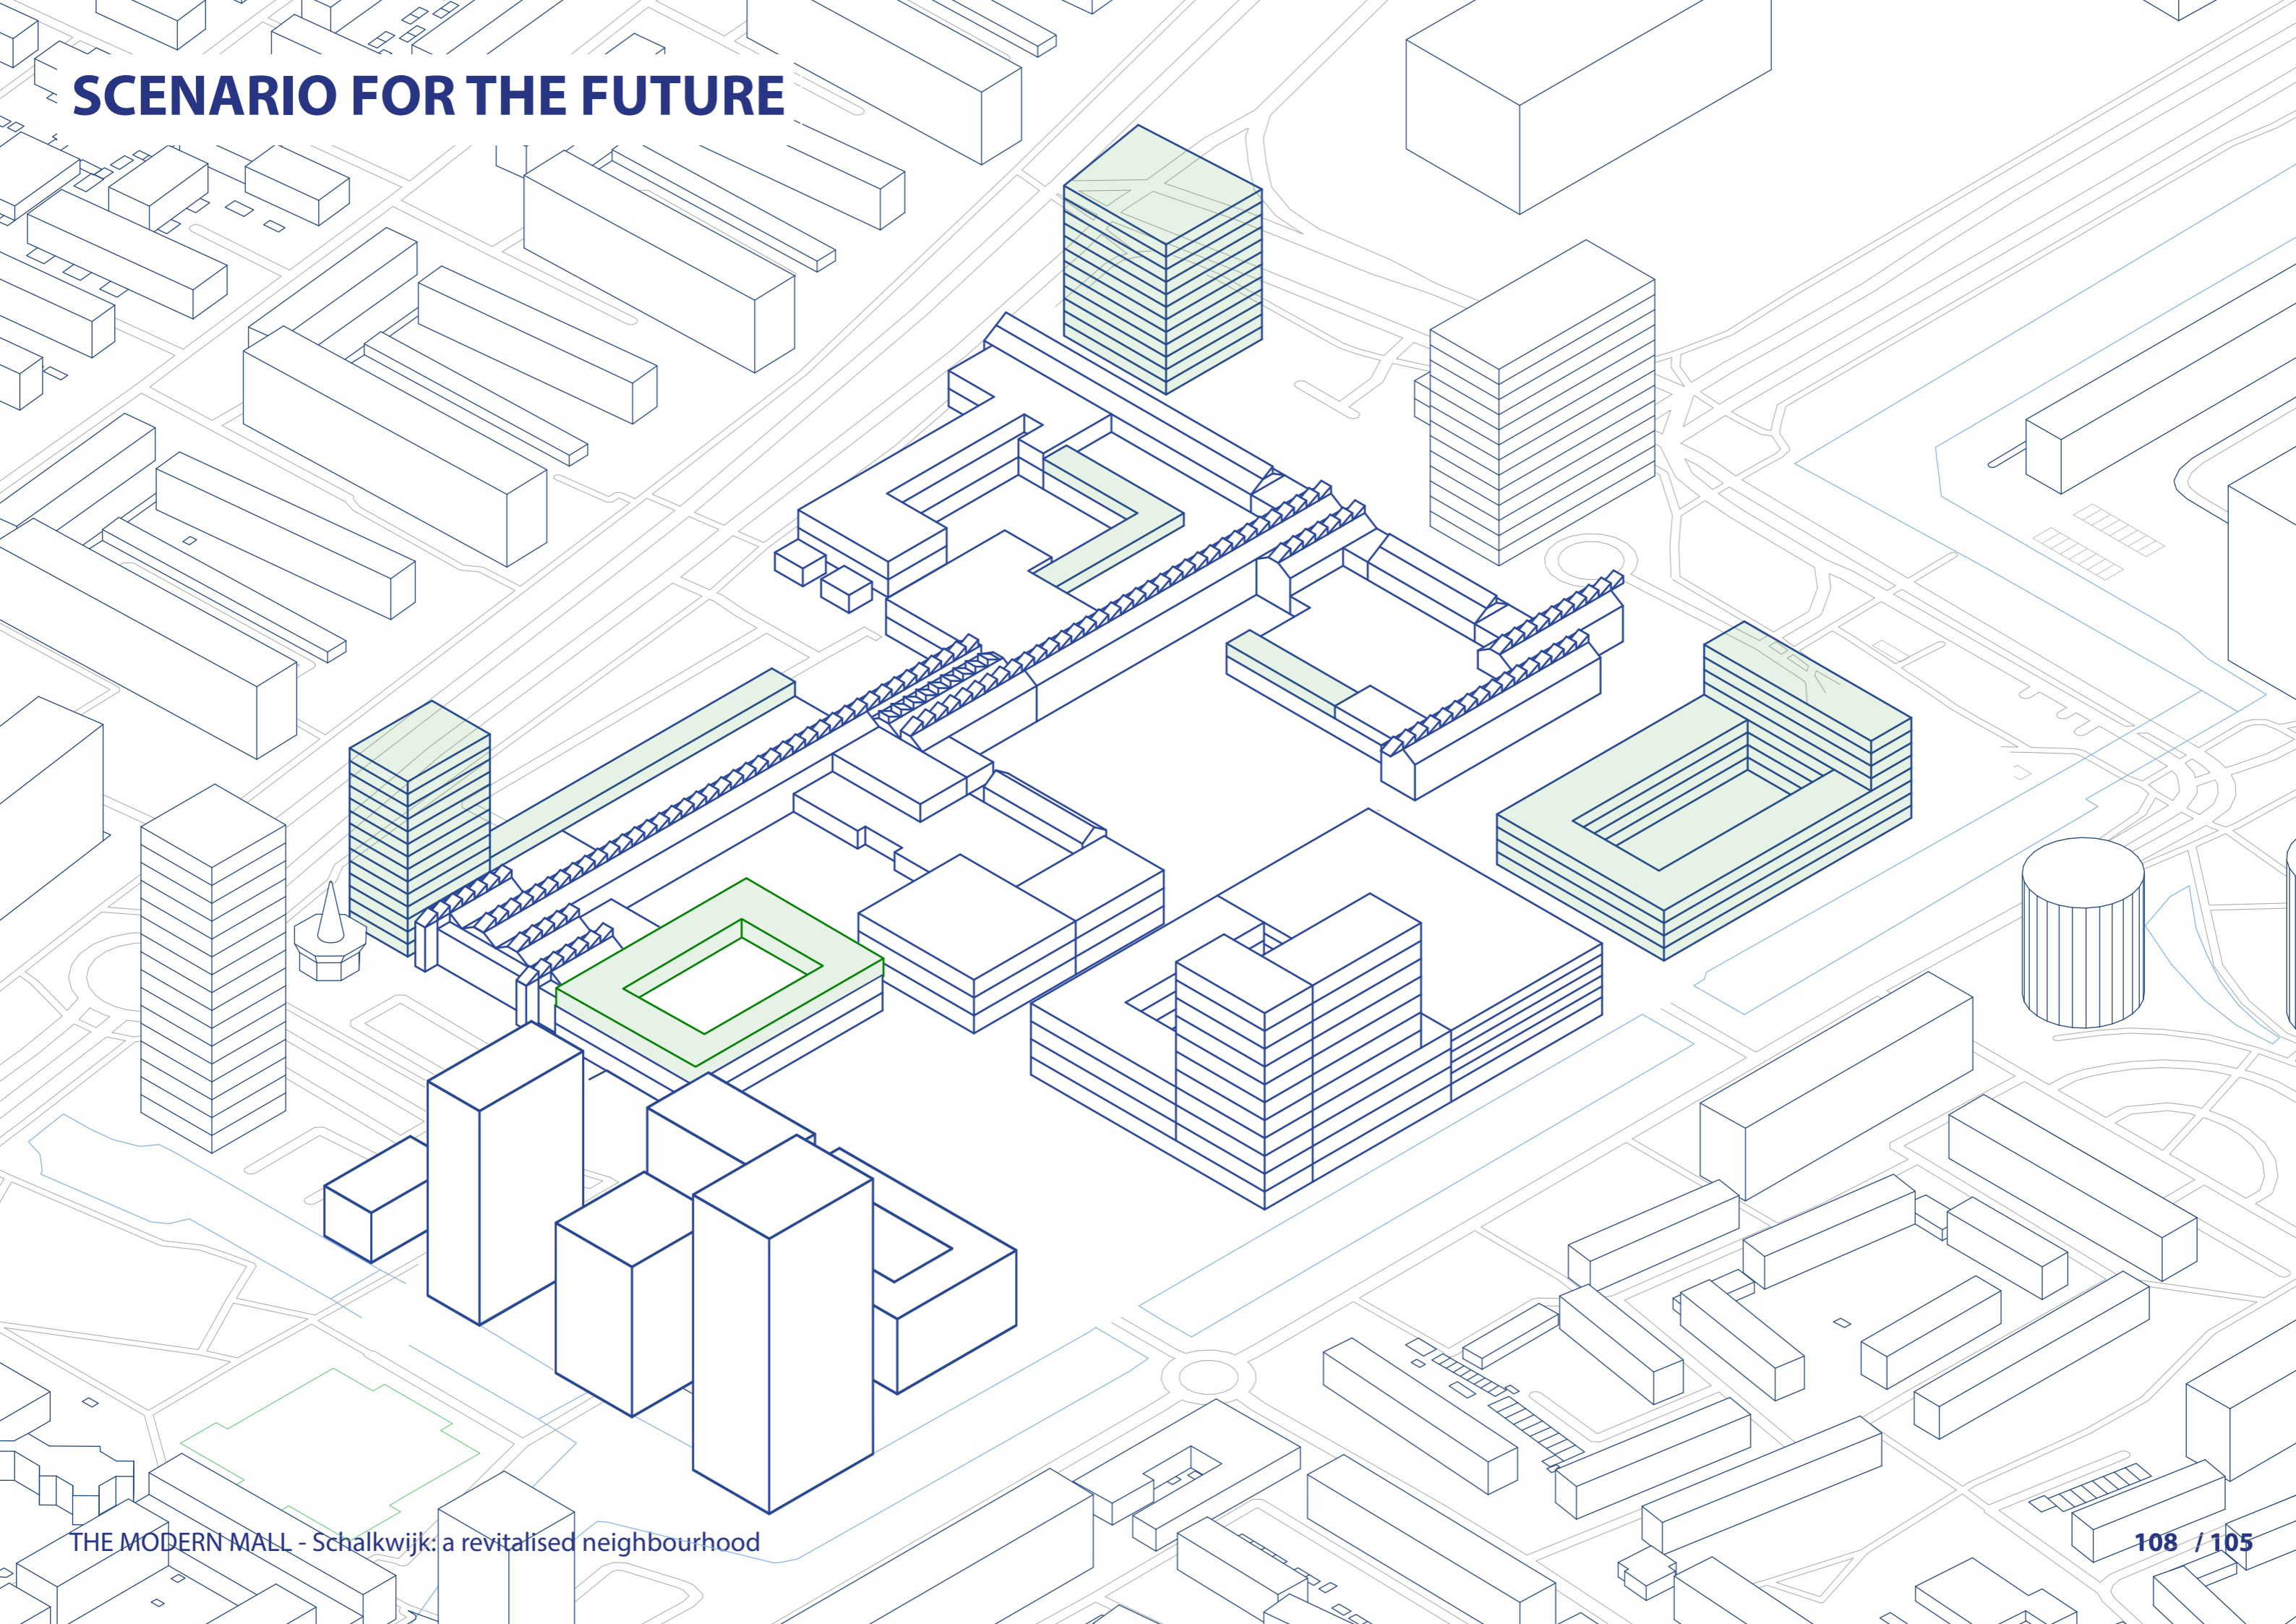 SCENARIO FOR THE FUTURE
THE MODERN MALL - Schalkwijk: a revitalised neighbourhood
108 / 105